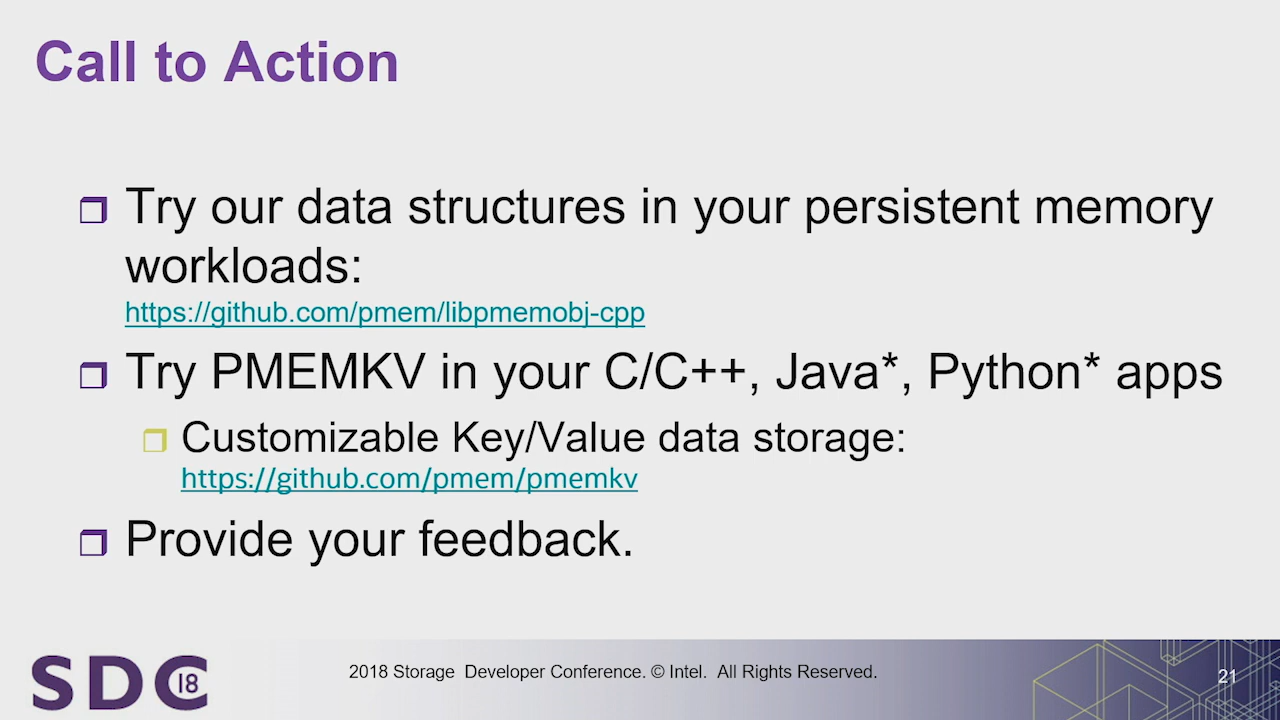 Call to Action
Try our data structures in your persistent memory
workloads:
https://github.com/pmem/libpmemobj-cpp
Try PMEMKV in your C/C++, Java*, Python* apps
Customizable Key/Value data storage:
https://github.com/pmem/pmemkv
Provide your feedback.
SDC 18
2018 Storage Developer Conference. © Intel. All Rights Reserved.
21